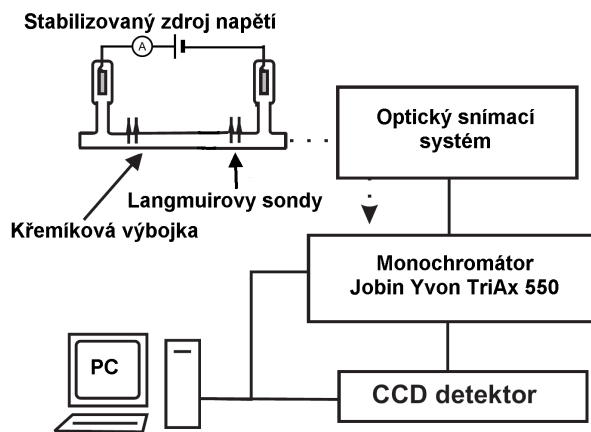 Stabilizovaný zdroj napětí
A
Optický snímací
systém
Langmuirovy sondy
Křemíková výbojka
Monochromátor
Jobin Yvon TriAx 550
PC
CCD detektor